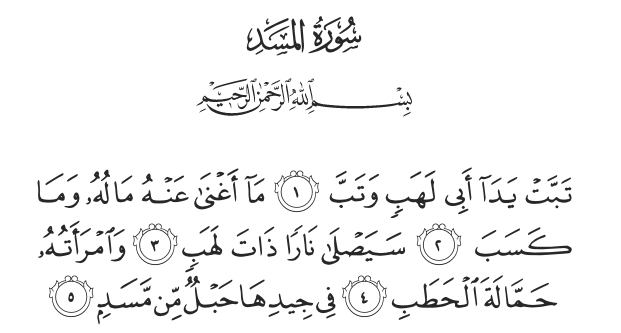 سُورَةُ المَسَدِ
بِسْمِ ٱللَّهِ ٱلرَّحْمَٰنِ ٱلرَّحِيمِ
تَبَّتْ يَدَآ أَبِى لَهَبٍ وَتَبَّ ١ مَآ أَغْنَىٰ عَنْهُ مَالُهُۥ وَمَا
كَسَبَ ٢ سَيَصْلَىٰ نَارًا ذَاتَ لَهَبٍ ٣ وَٱمْرَأَتُهُۥ
حَمَّالَةَ ٱلْحَطَبِ ٤ فِى جِيدِهَا حَبْلٌ مِّن مَّسَدٍۭ ٥